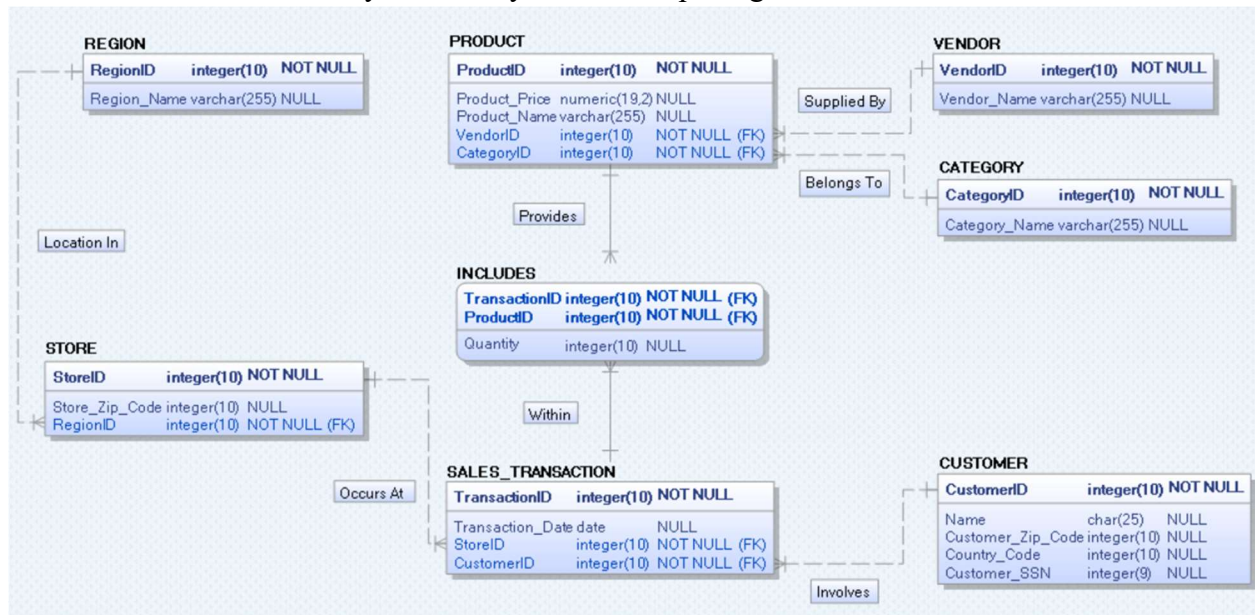 REGION
RegionID integer(10) NOT NULL
Region_Name varchar(255) NULL
PRODUCT
ProductID integer(10) NOT NULL
Product_Price numeric(19,2) NULL
Product_Name varchar(255) NULL
VendorID integer(10) NOT NULL (FK)
CategoryID integer(10) NOT NULL (FK)
Supplied By
VENDOR
VendorID integer(10) NOT NULL
Vendor_Name varchar(255) NULL
Belongs To
CATEGORY
CategoryID integer(10) NOT NULL
Category_Name varchar(255) NULL
Provides
Location In
INCLUDES
TransactionID integer(10) NOT NULL (FK)
ProductID integer(10) NOT NULL (FK)
Quantity integer(10) NULL
STORE
StoreID integer(10) NOT NULL
Store_Zip_Code integer(10) NULL
RegionID integer(10) NOT NULL (FK)
Within
Occurs At
SALES_TRANSACTION
TransactionID integer(10) NOT NULL
Transaction_Date date NULL
StoreID integer(10) NOT NULL (FK)
CustomerID integer(10) NOT NULL (FK)
CUSTOMER
CustomerID integer(10) NOT NULL
Name char(25) NULL
Customer_Zip_Code integer(10) NULL
Country_Code integer(10) NULL
Customer_SSN integer(9) NULL
Involves